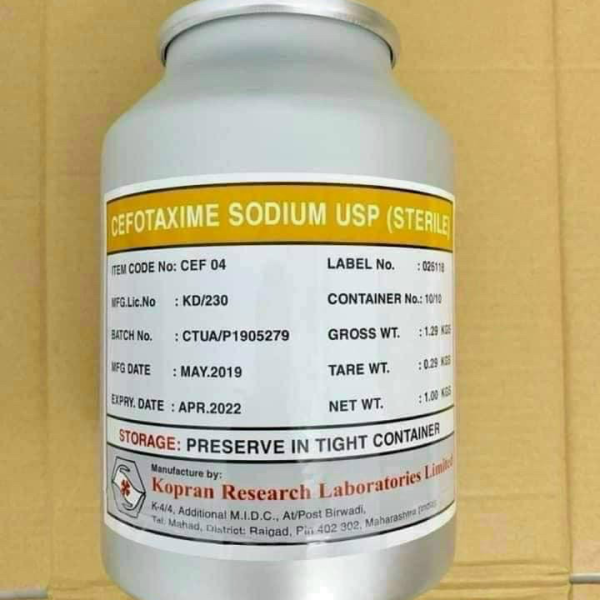 CEFOTAXIME SODIUM USP (STERILE)
ITEM CODE No: CEF 04
LABEL No. : 026118
MFG.Lic.No : KD/230
CONTAINER No.: 10/10
BATCH No. : CTUA/P1905279
GROSS WT. : 1.29 KGS
MFG DATE : MAY.2019
TARE WT. : 0.29 KGS
EXPRY. DATE : APR.2022
NET WT. : 1.00 KGS
STORAGE: PRESERVE IN TIGHT CONTAINER
Manufacture by:
Kopran Research Laboratories Limited
K-4/4, Additional M.I.D.C., At/Post Birwadi,
Tal: Mahad, District: Raigad, Pin 402 302, Maharashtra (India)